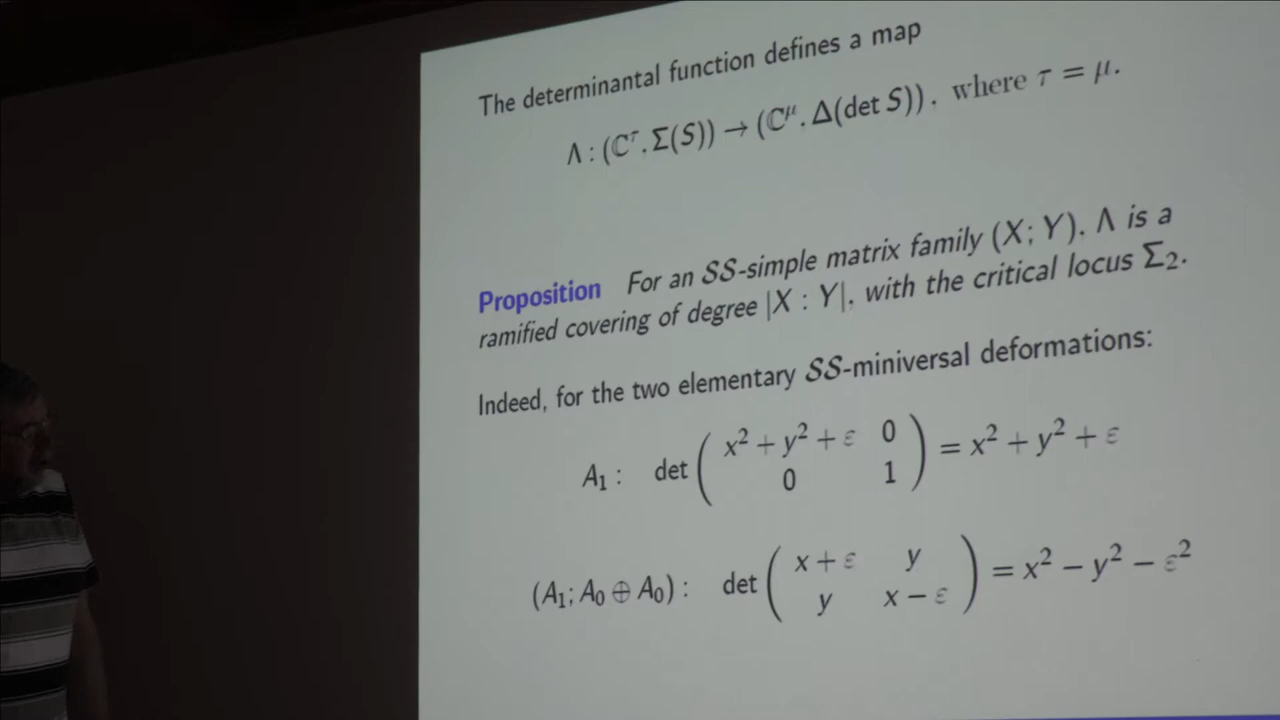 The determinantal function defines a map
Λ : (ℂ^τ, Σ(S)) → (ℂ^μ, Δ(det S)), where τ = μ.
Proposition For an SS-simple matrix family (X; Y), Λ is a
ramified covering of degree |X : Y|, with the critical locus Σ₂.
Indeed, for the two elementary SS-miniversal deformations:
A₁ : det ( x² + y² + ε 0 ; 0 1 ) = x² + y² + ε
(A₁; A₀ ⊕ A₀) : det ( x + ε y ; y x − ε ) = x² − y² − ε²